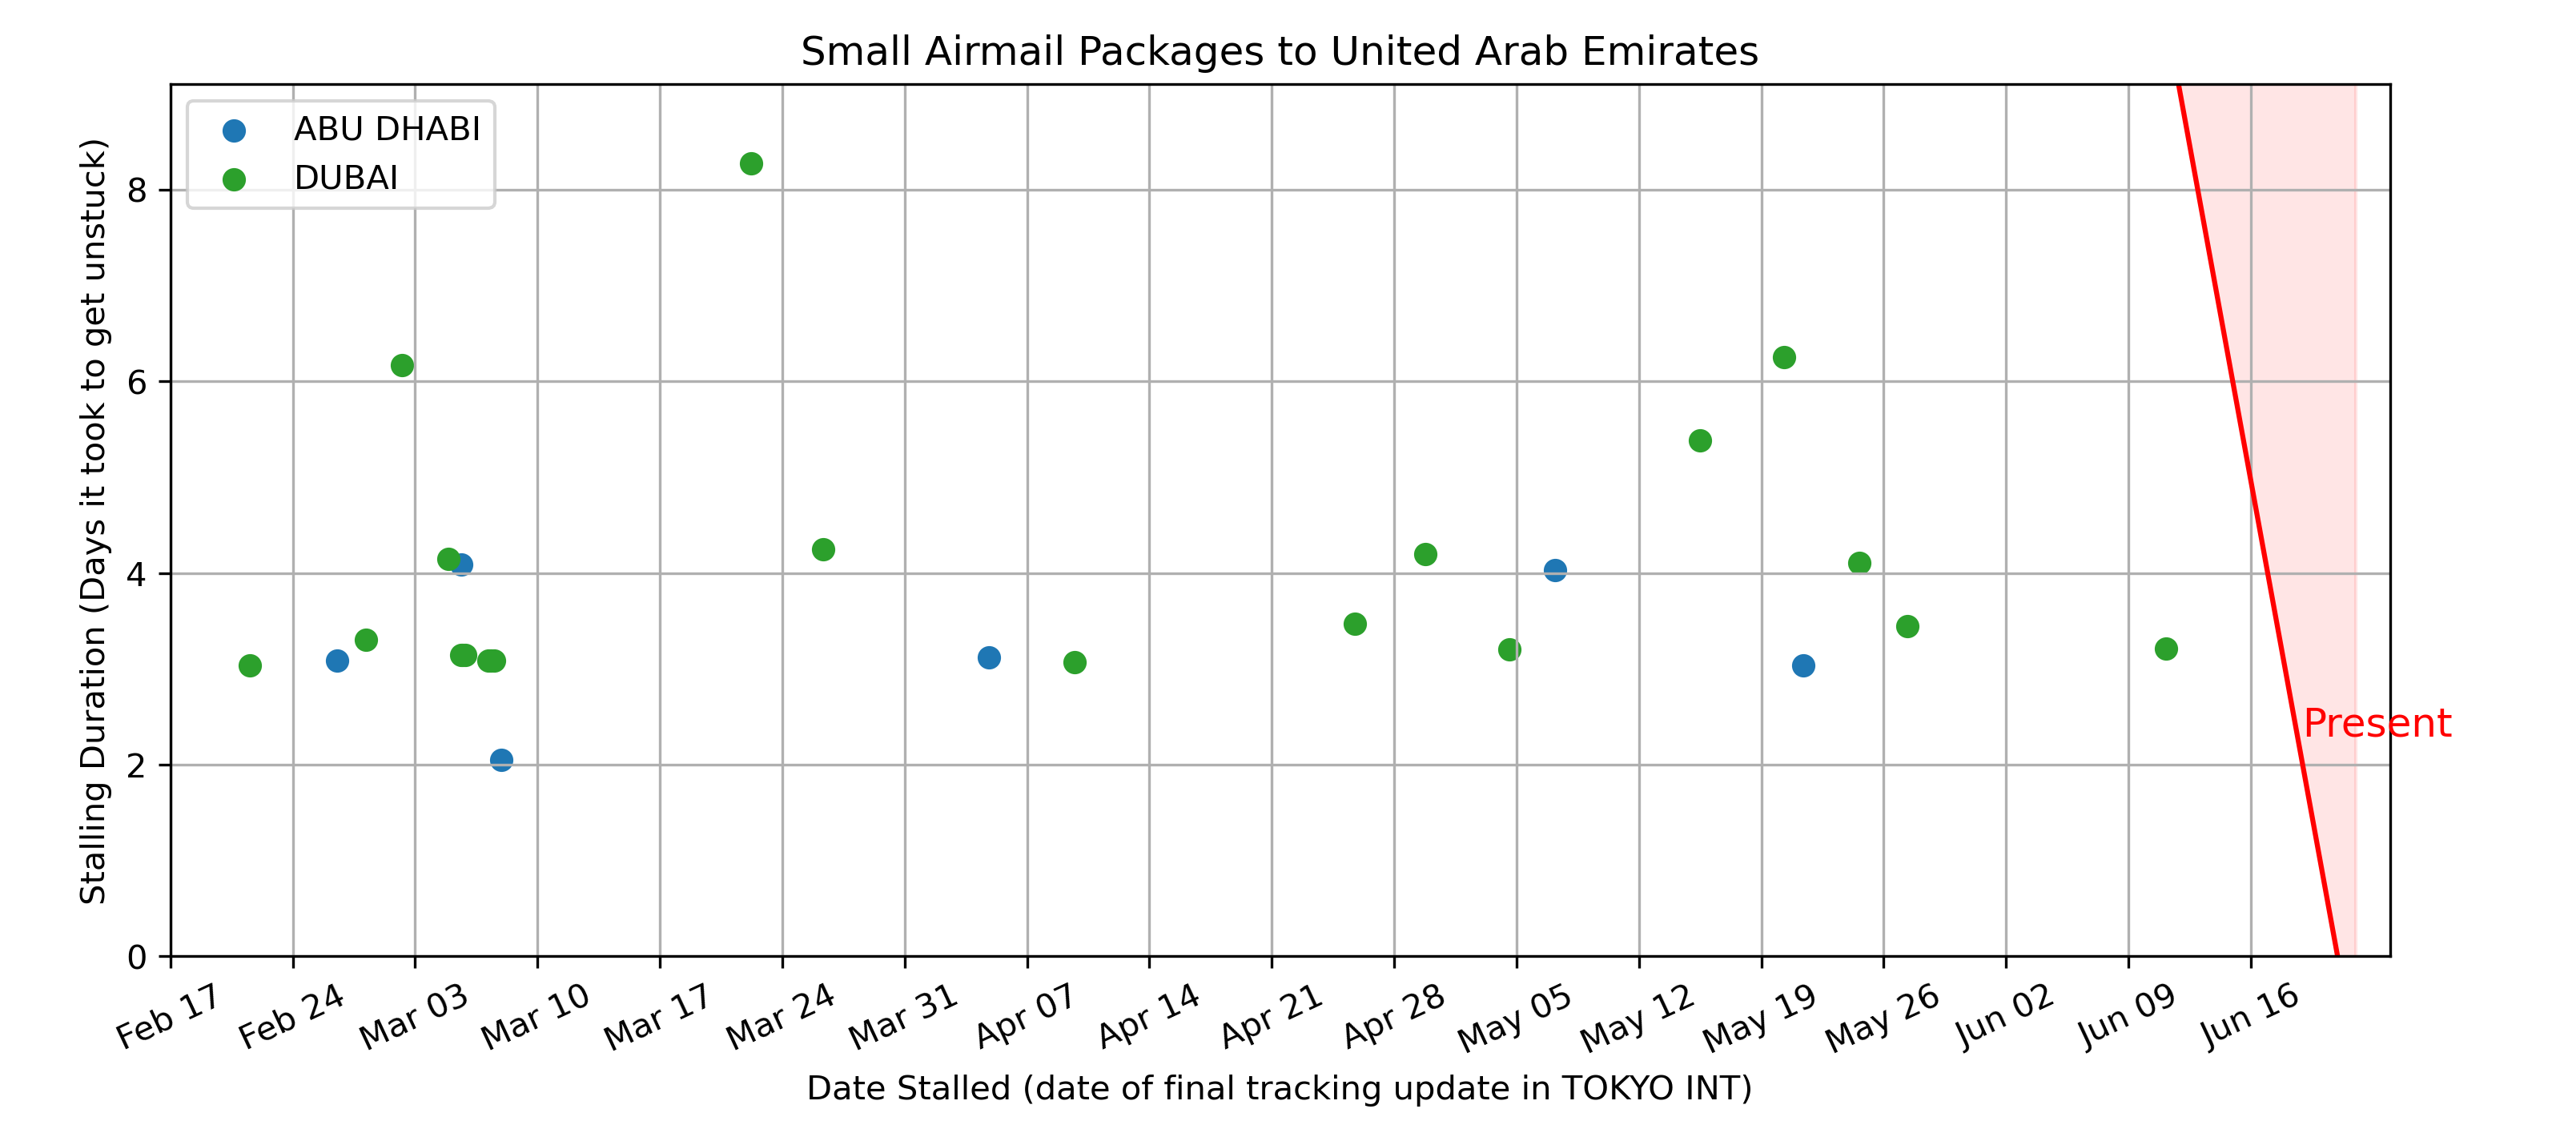 Small Airmail Packages to United Arab Emirates
ABU DHABI
DUBAI
Stalling Duration (Days it took to get unstuck)
8
6
4
2
0
Present
Feb 17
Feb 24
Mar 03
Mar 10
Mar 17
Mar 24
Mar 31
Apr 07
Apr 14
Apr 21
Apr 28
May 05
May 12
May 19
May 26
Jun 02
Jun 09
Jun 16
Date Stalled (date of final tracking update in TOKYO INT)